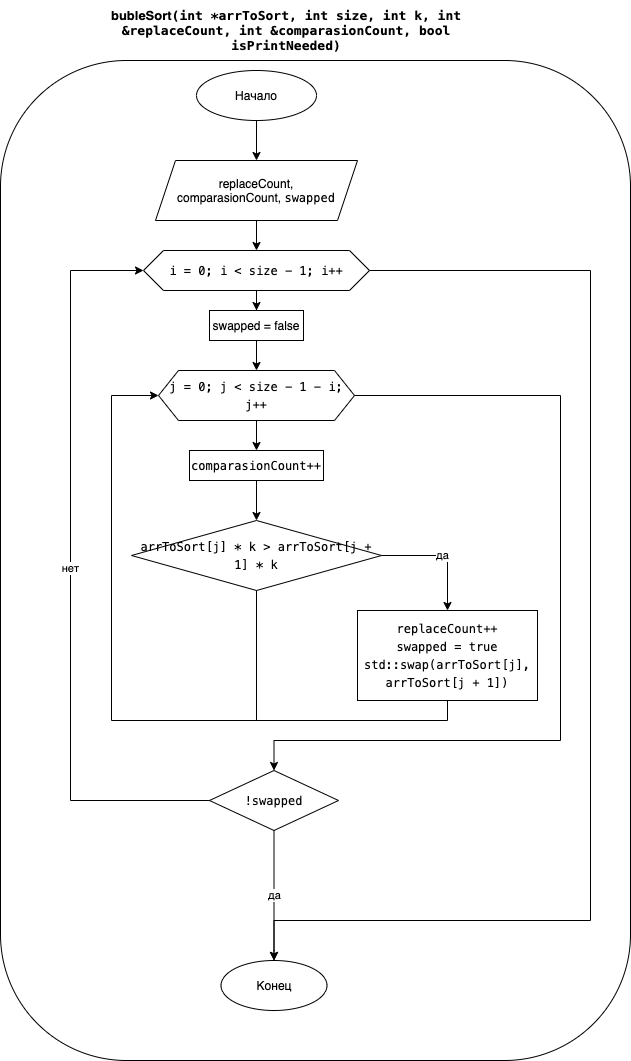 bubleSort(int *arrToSort, int size, int k, int
&replaceCount, int &comparasionCount, bool
isPrintNeeded)
Начало
replaceCount,
comparasionCount, swapped
i = 0; i < size - 1; i++
swapped = false
j = 0; j < size - 1 - i;
j++
comparasionCount++
arrToSort[j] * k > arrToSort[j +
1] * k
да
нет
replaceCount++
swapped = true
std::swap(arrToSort[j],
arrToSort[j + 1])
!swapped
да
Конец